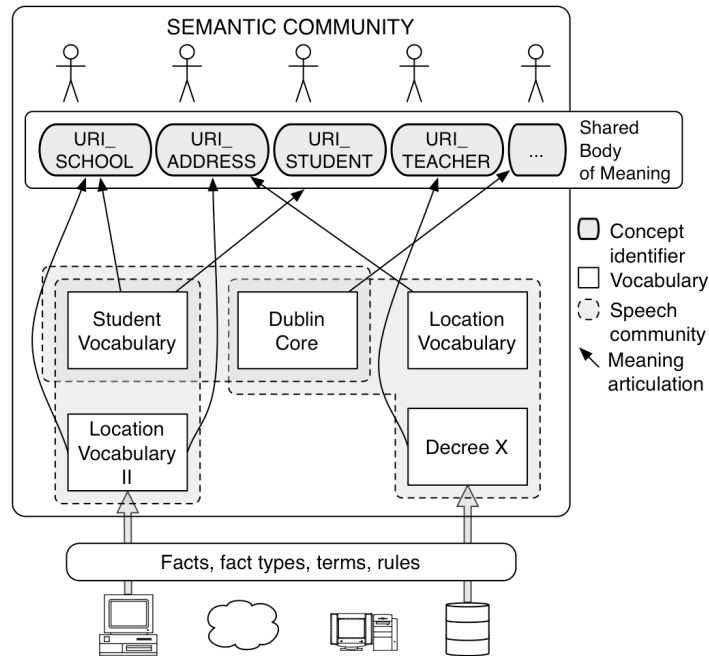 SEMANTIC COMMUNITY
URI_
SCHOOL
URI_
ADDRESS
URI_
STUDENT
URI_
TEACHER
...
Shared
Body
of Meaning
Concept
identifier
Vocabulary
Speech
community
Meaning
articulation
Student
Vocabulary
Dublin
Core
Location
Vocabulary
Location
Vocabulary
II
Decree X
Facts, fact types, terms, rules